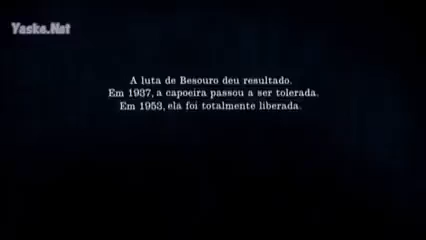 Yaske.Net
A luta de Besouro deu resultado.
Em 1937, a capoeira passou a ser tolerada.
Em 1953, ela foi totalmente liberada.